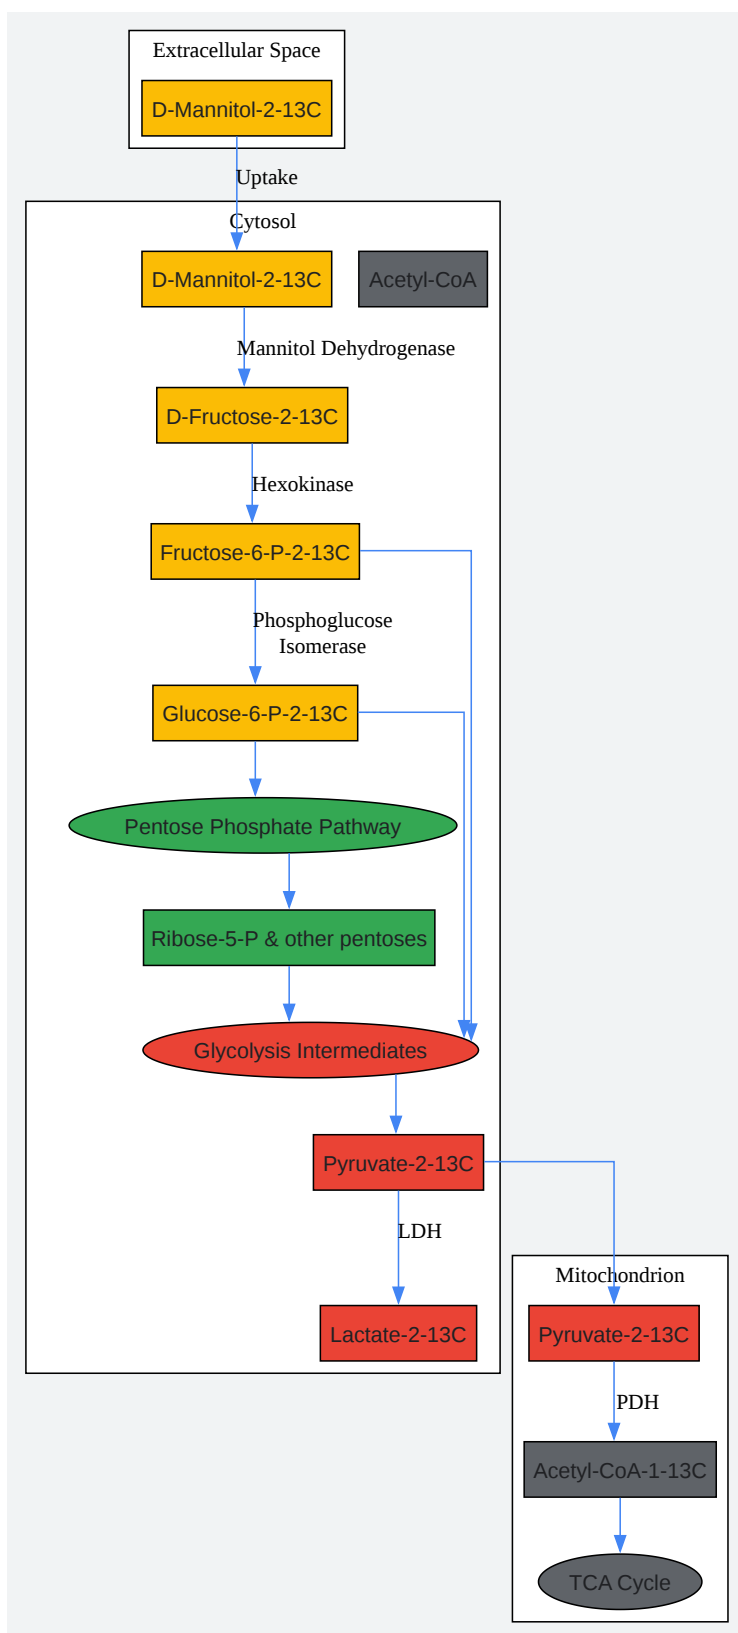 Extracellular Space
D-Mannitol-2-13C
Uptake
Cytosol
D-Mannitol-2-13C
Acetyl-CoA
Mannitol Dehydrogenase
D-Fructose-2-13C
Hexokinase
Fructose-6-P-2-13C
Phosphoglucose
Isomerase
Glucose-6-P-2-13C
Pentose Phosphate Pathway
Ribose-5-P & other pentoses
Glycolysis Intermediates
Pyruvate-2-13C
LDH
Lactate-2-13C
Mitochondrion
Pyruvate-2-13C
PDH
Acetyl-CoA-1-13C
TCA Cycle